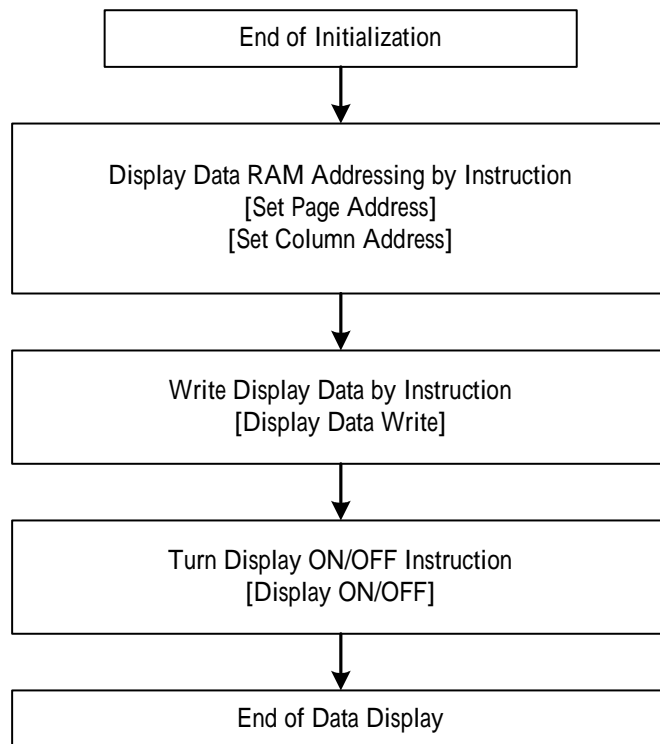 End of Initialization
Display Data RAM Addressing by Instruction
[Set Page Address]
[Set Column Address]
Write Display Data by Instruction
[Display Data Write]
Turn Display ON/OFF Instruction
[Display ON/OFF]
End of Data Display